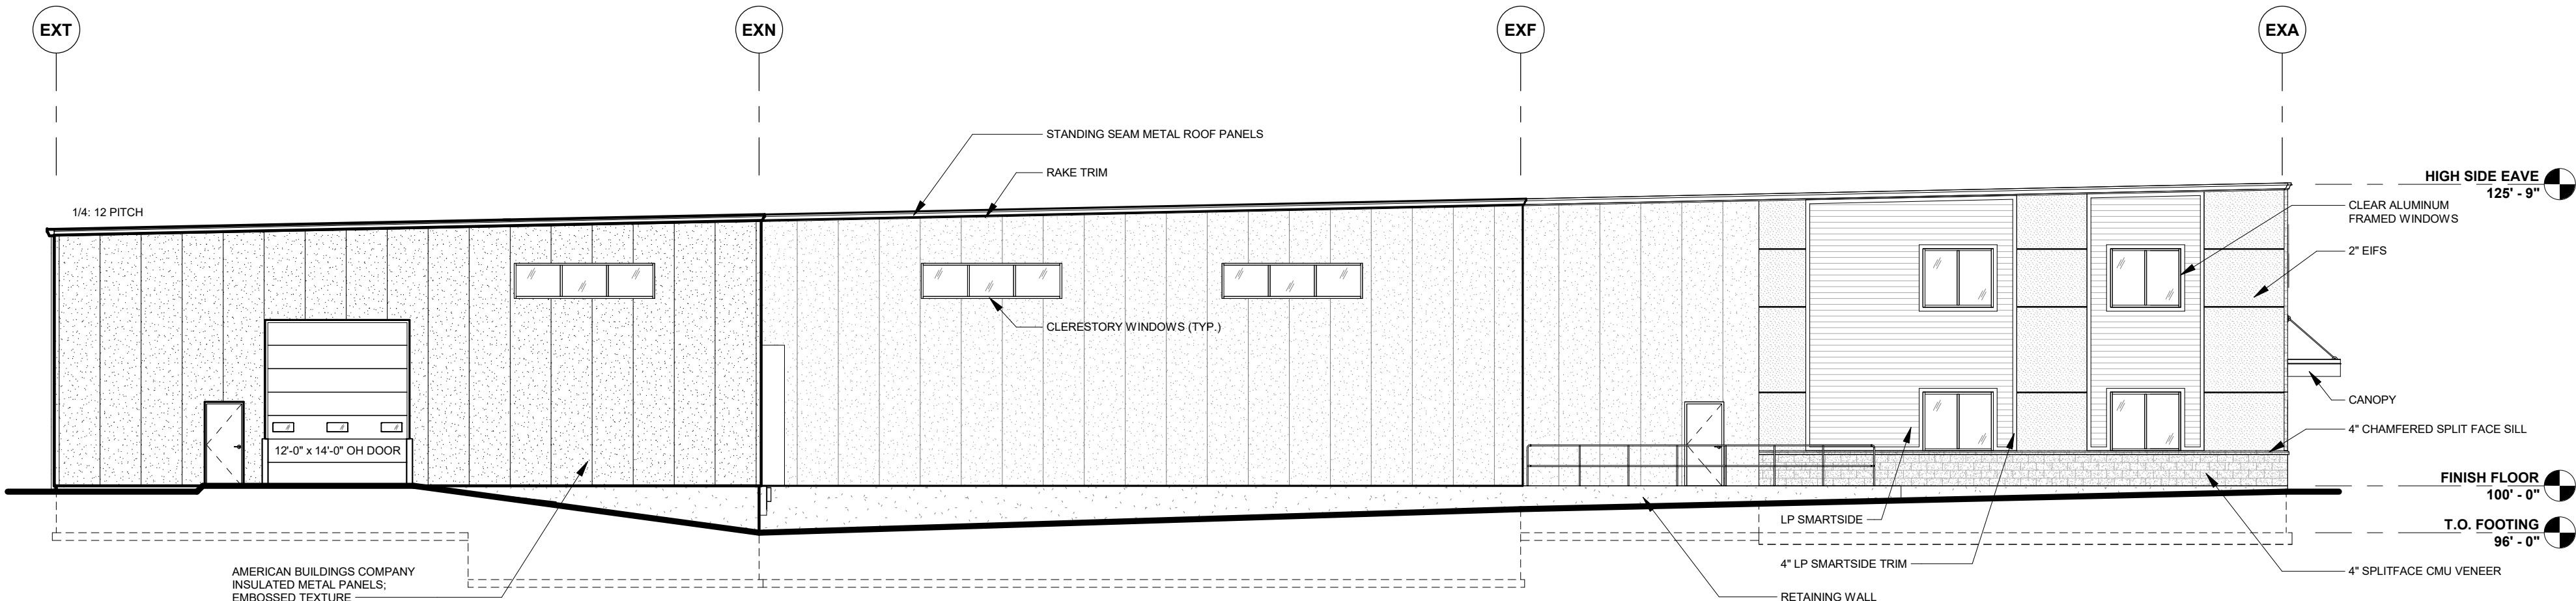 EXT
EXN
EXF
EXA
STANDING SEAM METAL ROOF PANELS
RAKE TRIM
1/4: 12 PITCH
HIGH SIDE EAVE
125' - 9"
CLEAR ALUMINUM
FRAMED WINDOWS
2" EIFS
CLERESTORY WINDOWS (TYP.)
CANOPY
4" CHAMFERED SPLIT FACE SILL
12'-0" x 14'-0" OH DOOR
FINISH FLOOR
100' - 0"
LP SMARTSIDE
T.O. FOOTING
96' - 0"
4" LP SMARTSIDE TRIM
4" SPLITFACE CMU VENEER
AMERICAN BUILDINGS COMPANY
INSULATED METAL PANELS;
EMBOSSED TEXTURE
RETAINING WALL